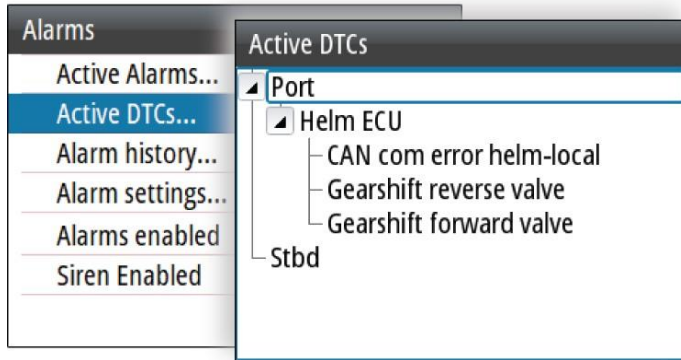 Alarms
Active Alarms...
Active DTCs...
Alarm history...
Alarm settings...
Alarms enabled
Siren Enabled
Active DTCs
Port
Helm ECU
CAN com error helm-local
Gearshift reverse valve
Gearshift forward valve
Stbd